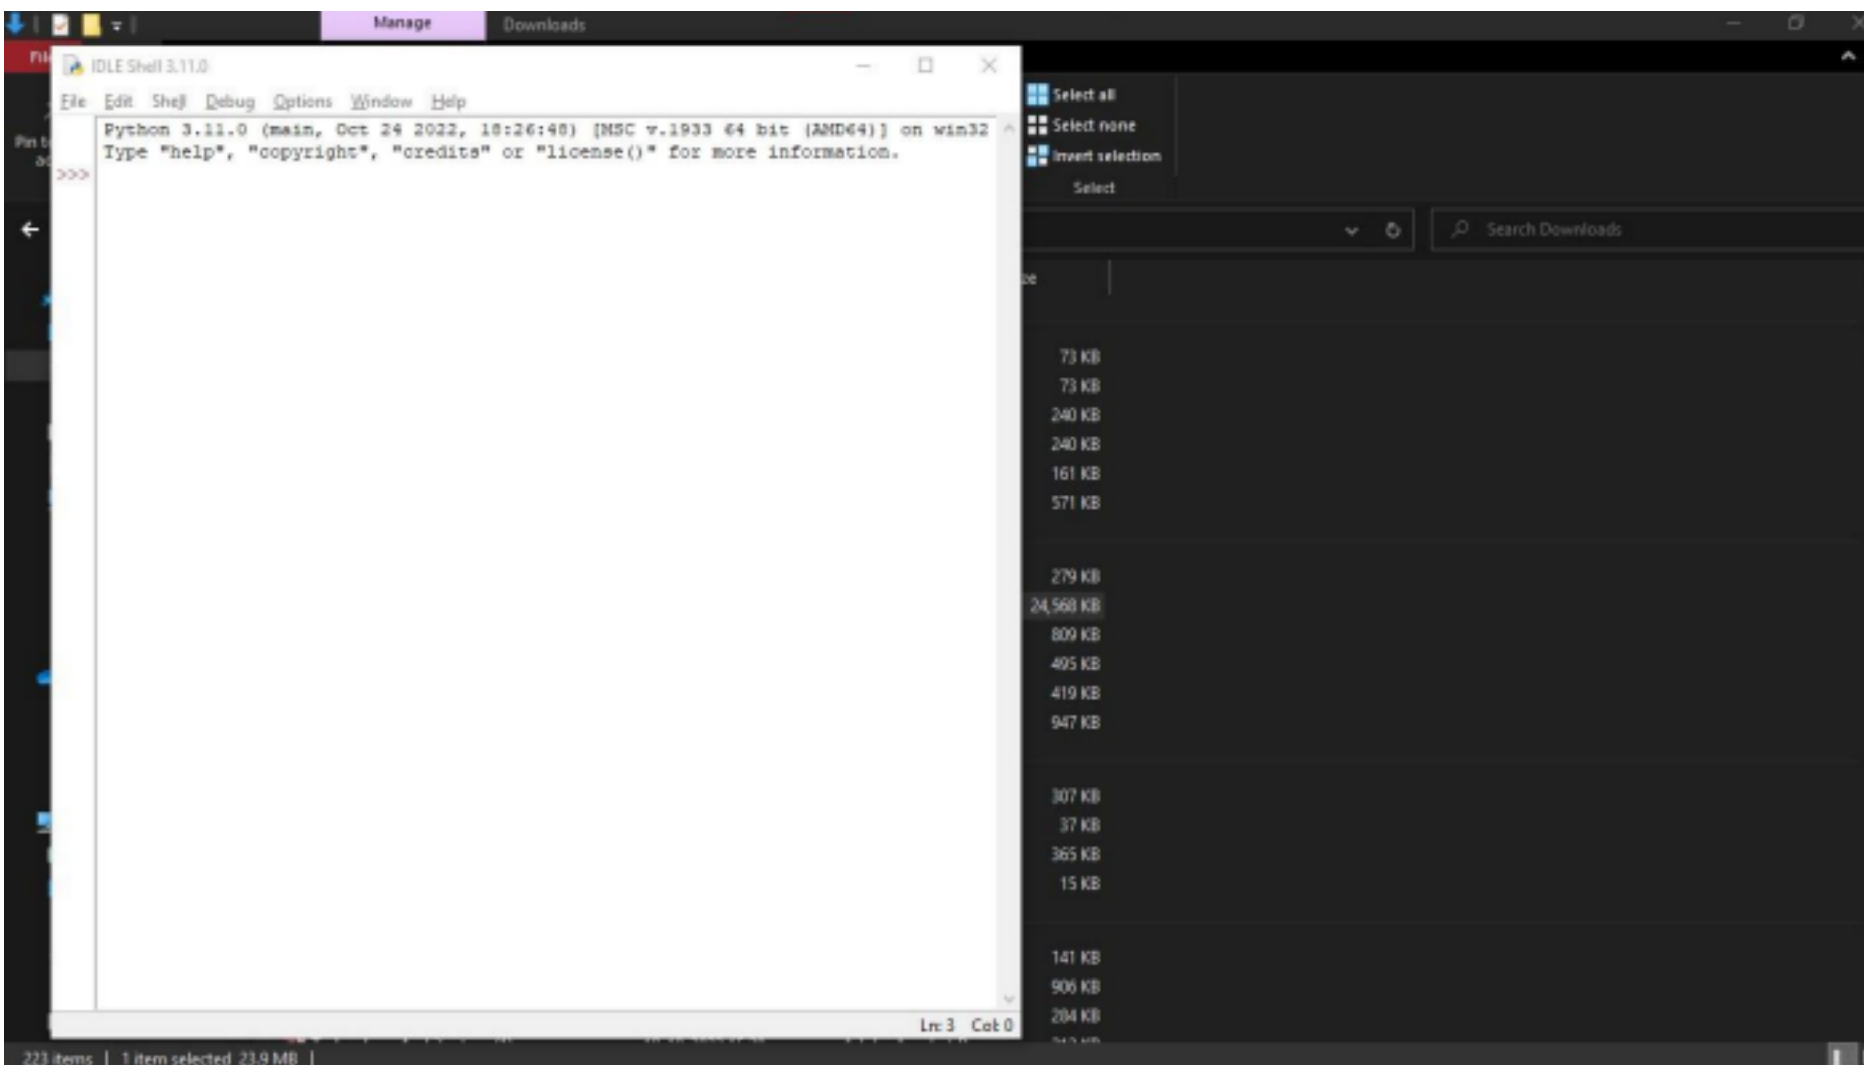 Manage
Downloads
IDLE Shell 3.11.0
File Edit Shell Debug Options Window Help
Python 3.11.0 (main, Oct 24 2022, 18:26:48) [MSC v.1933 64 bit (AMD64)] on win32
Type "help", "copyright", "credits" or "license()" for more information.
>>>
Select all
Select none
Invert selection
Select
Search Downloads
73 KB
73 KB
240 KB
240 KB
161 KB
571 KB
279 KB
24,568 KB
809 KB
495 KB
419 KB
947 KB
307 KB
37 KB
365 KB
15 KB
141 KB
906 KB
284 KB
Ln: 3 Col: 0
223 items | 1 item selected 23.9 MB |